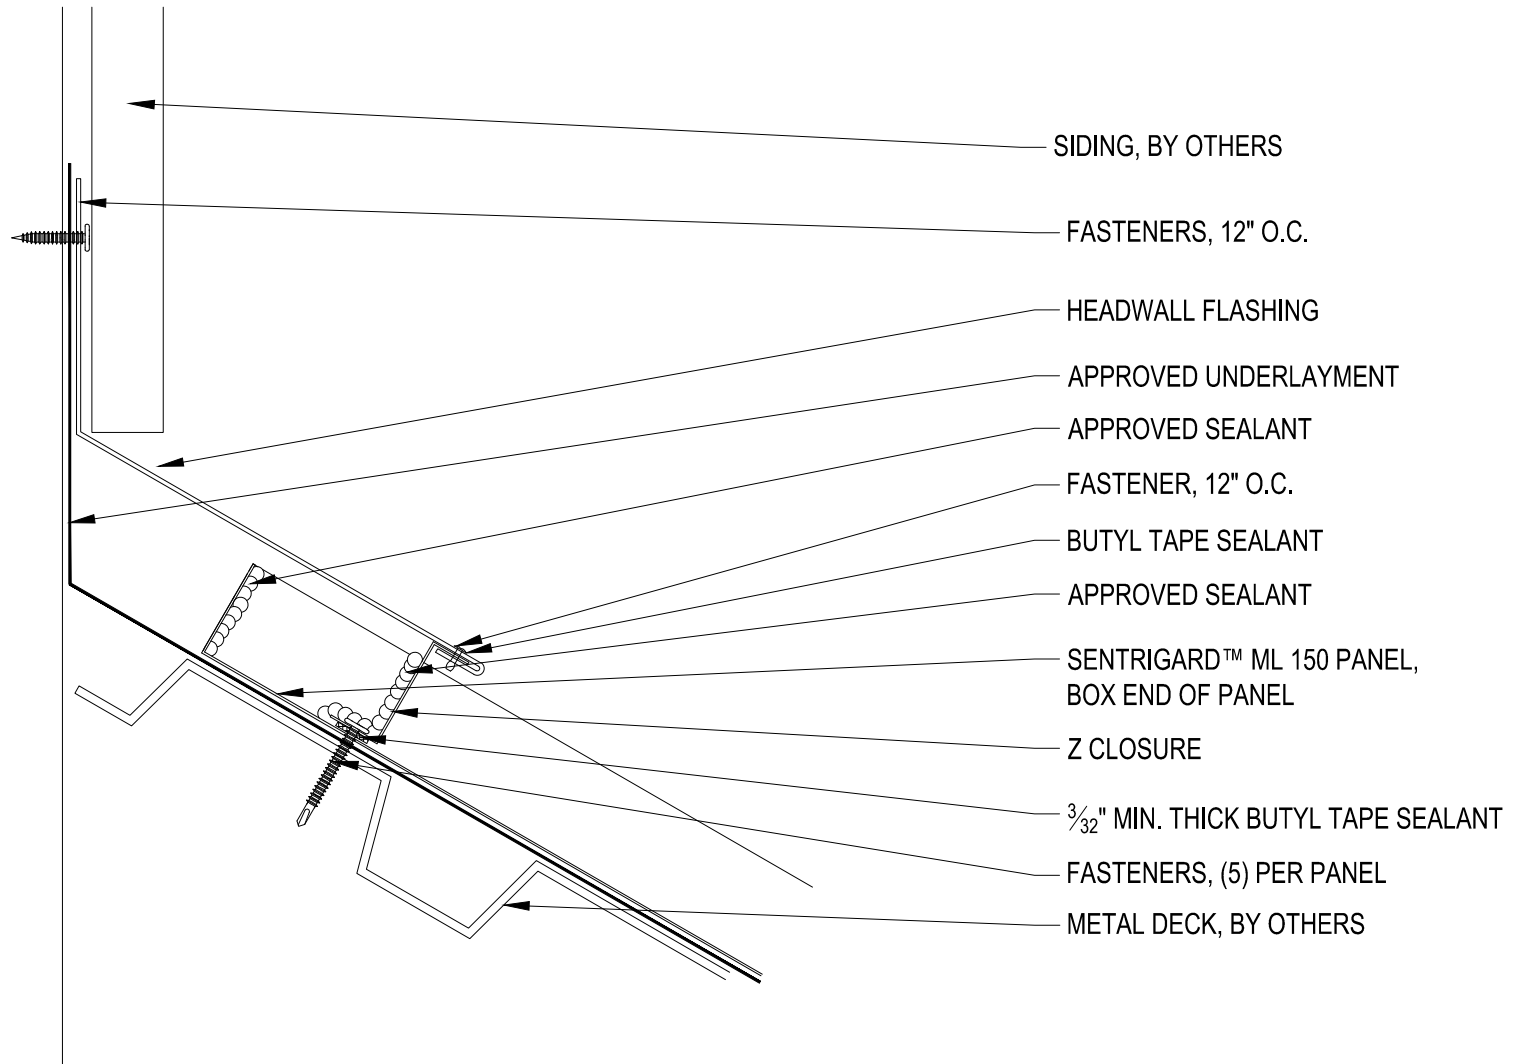 SIDING, BY OTHERS
FASTENERS, 12" O.C.
HEADWALL FLASHING
APPROVED UNDERLAYMENT
APPROVED SEALANT
FASTENER, 12" O.C.
BUTYL TAPE SEALANT
APPROVED SEALANT
SENTRIGARD™ ML 150 PANEL,
BOX END OF PANEL
Z CLOSURE
3/32" MIN. THICK BUTYL TAPE SEALANT
FASTENERS, (5) PER PANEL
METAL DECK, BY OTHERS